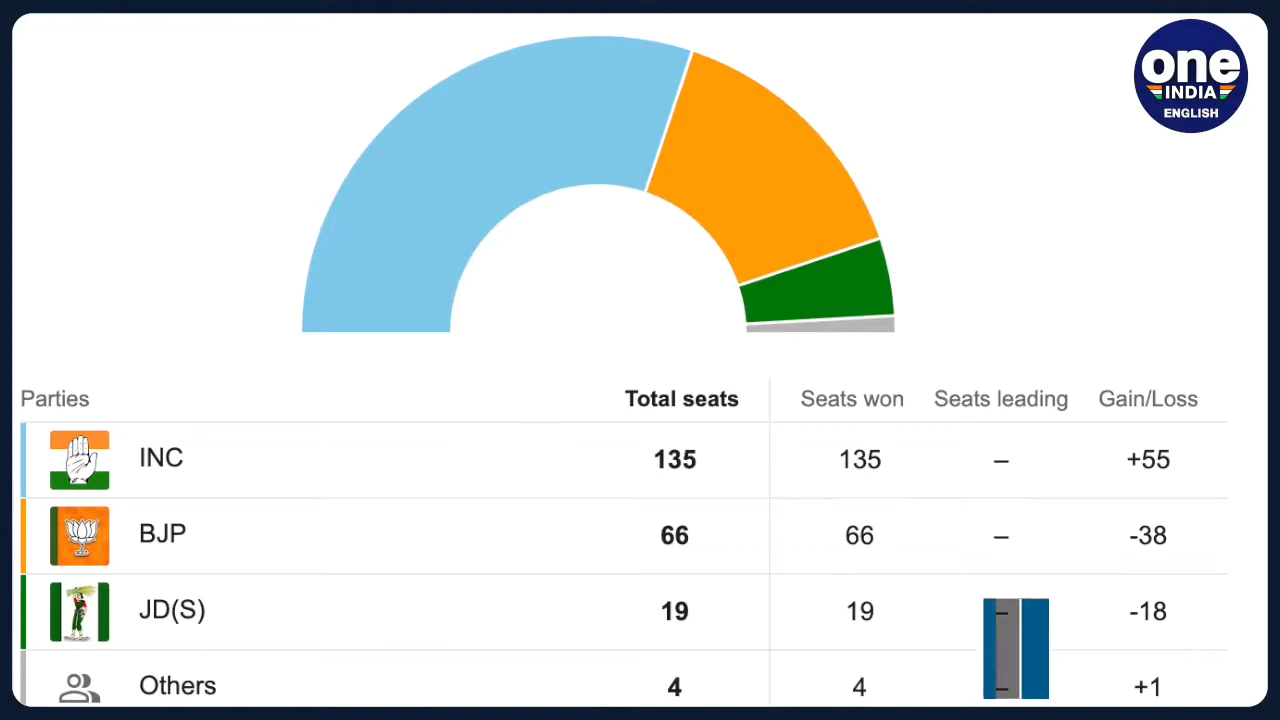 one
INDIA
ENGLISH
Parties Total seats Seats won Seats leading Gain/Loss
INC 135 135 – +55
BJP 66 66 – -38
JD(S) 19 19 – -18
Others 4 4 – +1